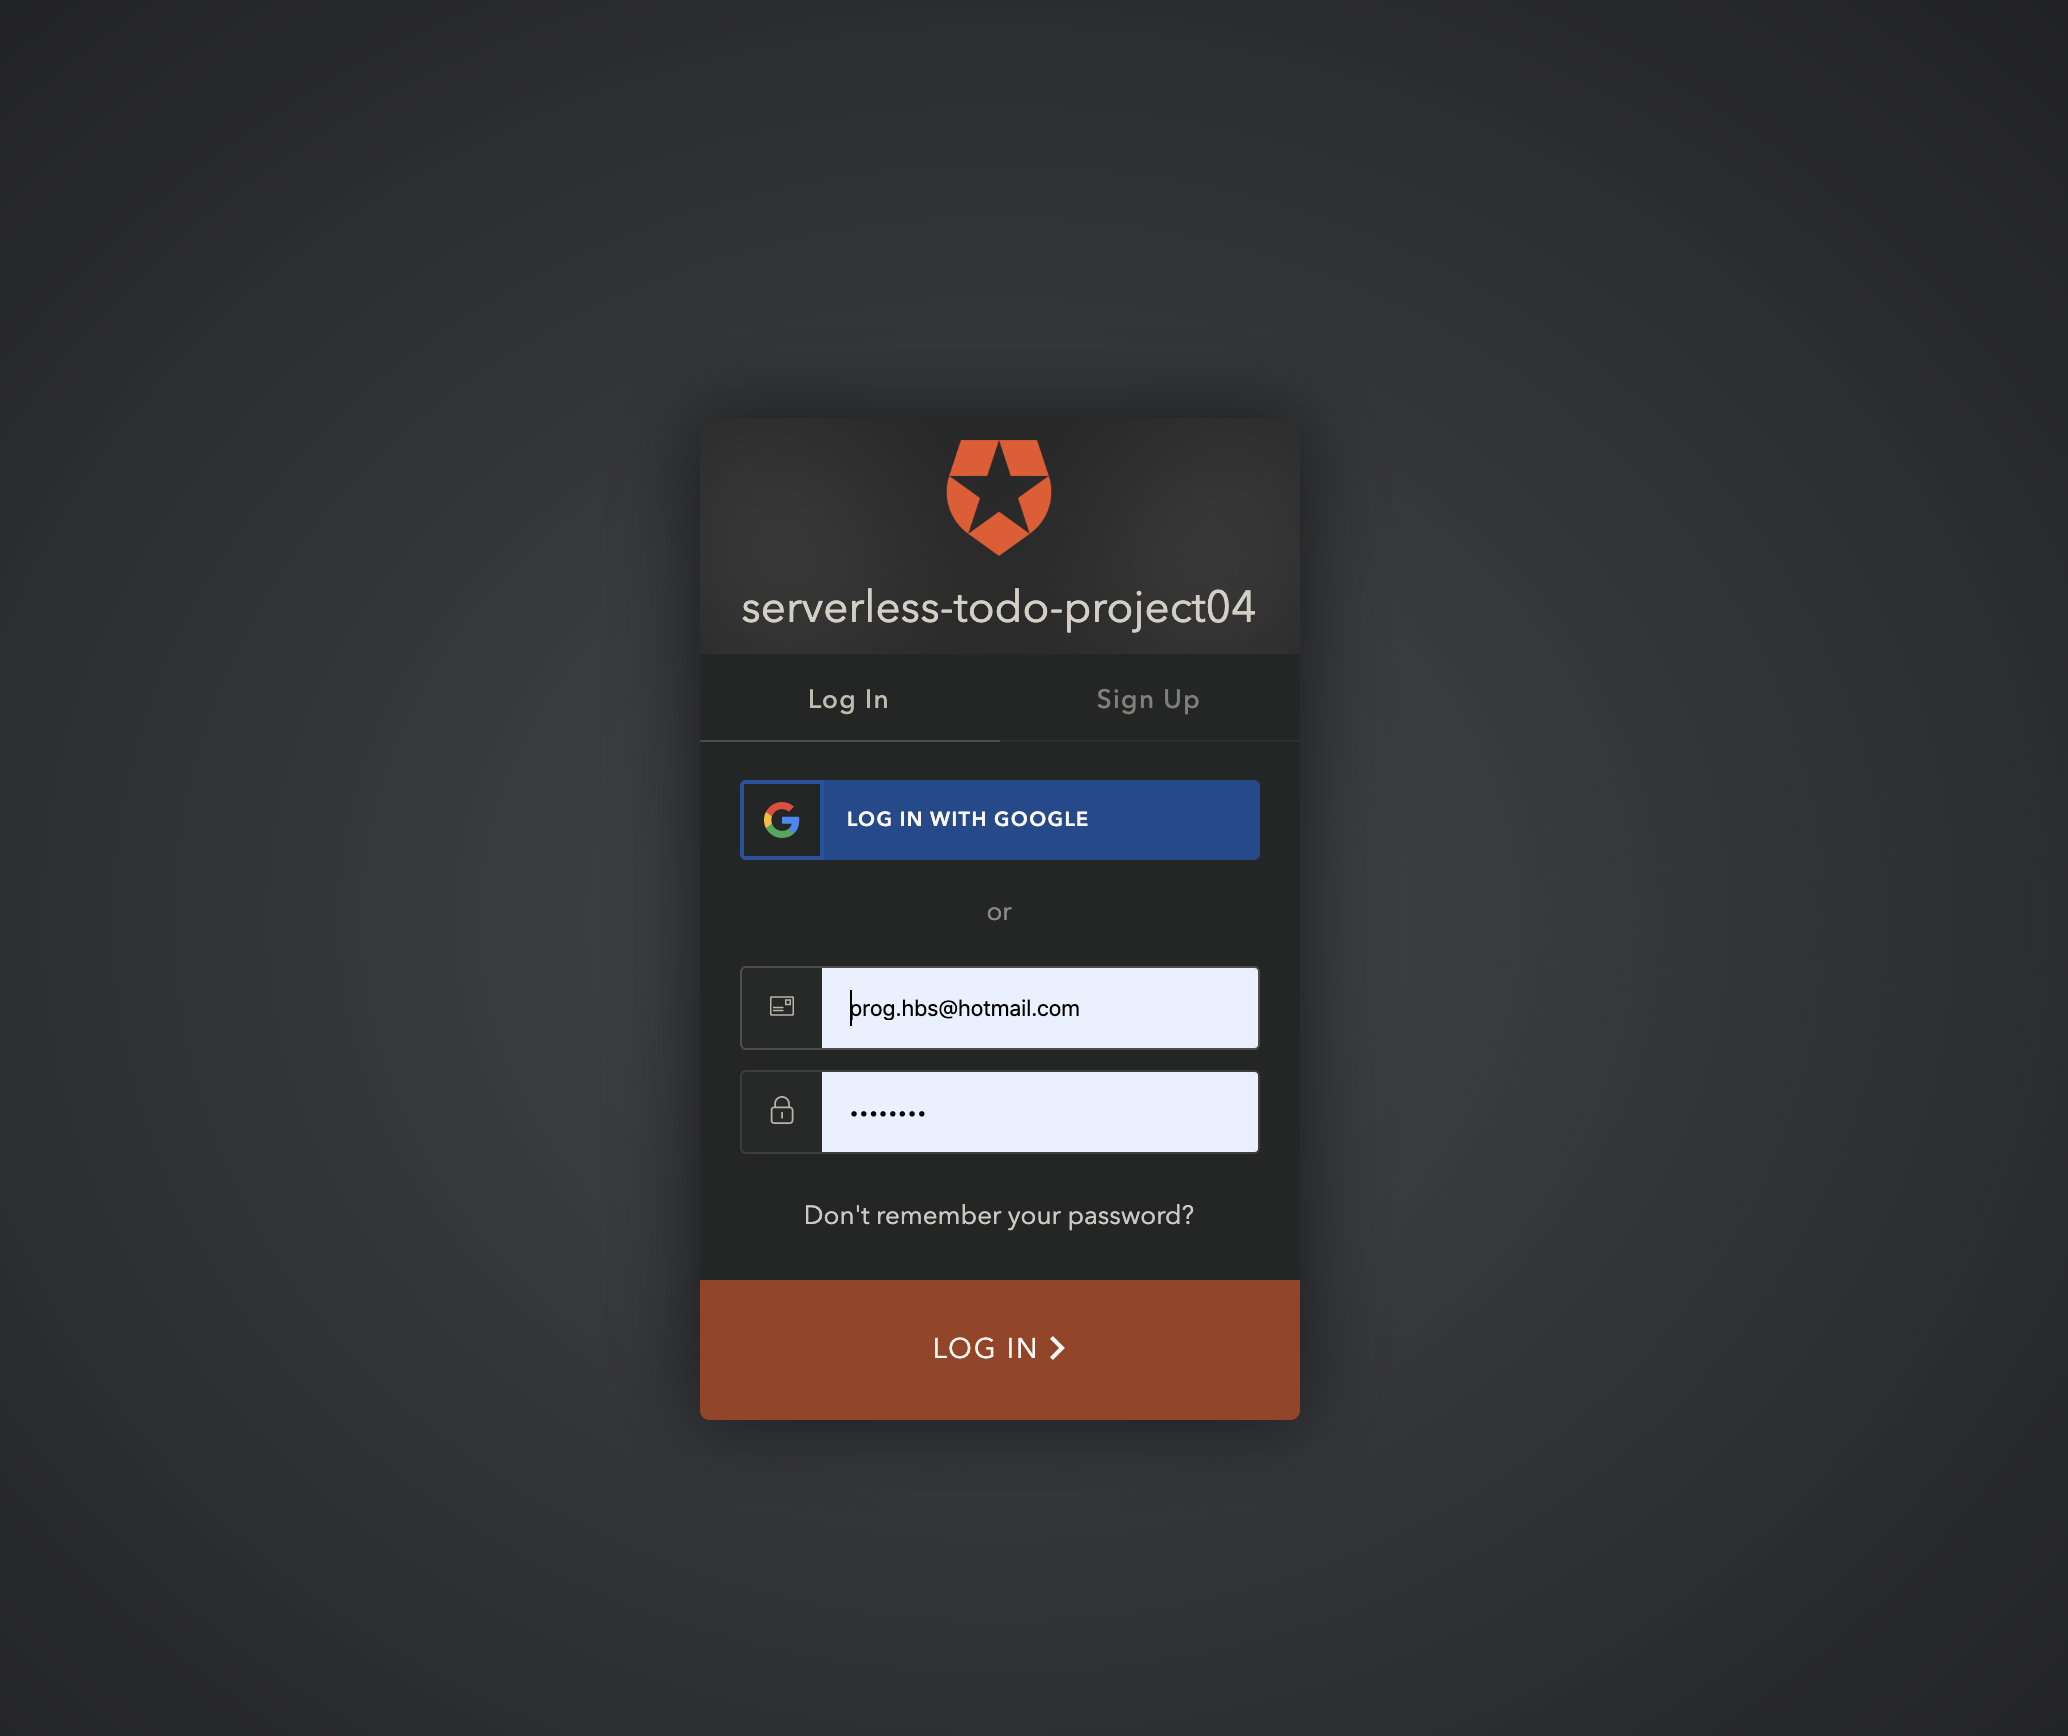 serverless-todo-project04
Log In
Sign Up
LOG IN WITH GOOGLE
or
prog.hbs@hotmail.com
••••••••
Don't remember your password?
LOG IN